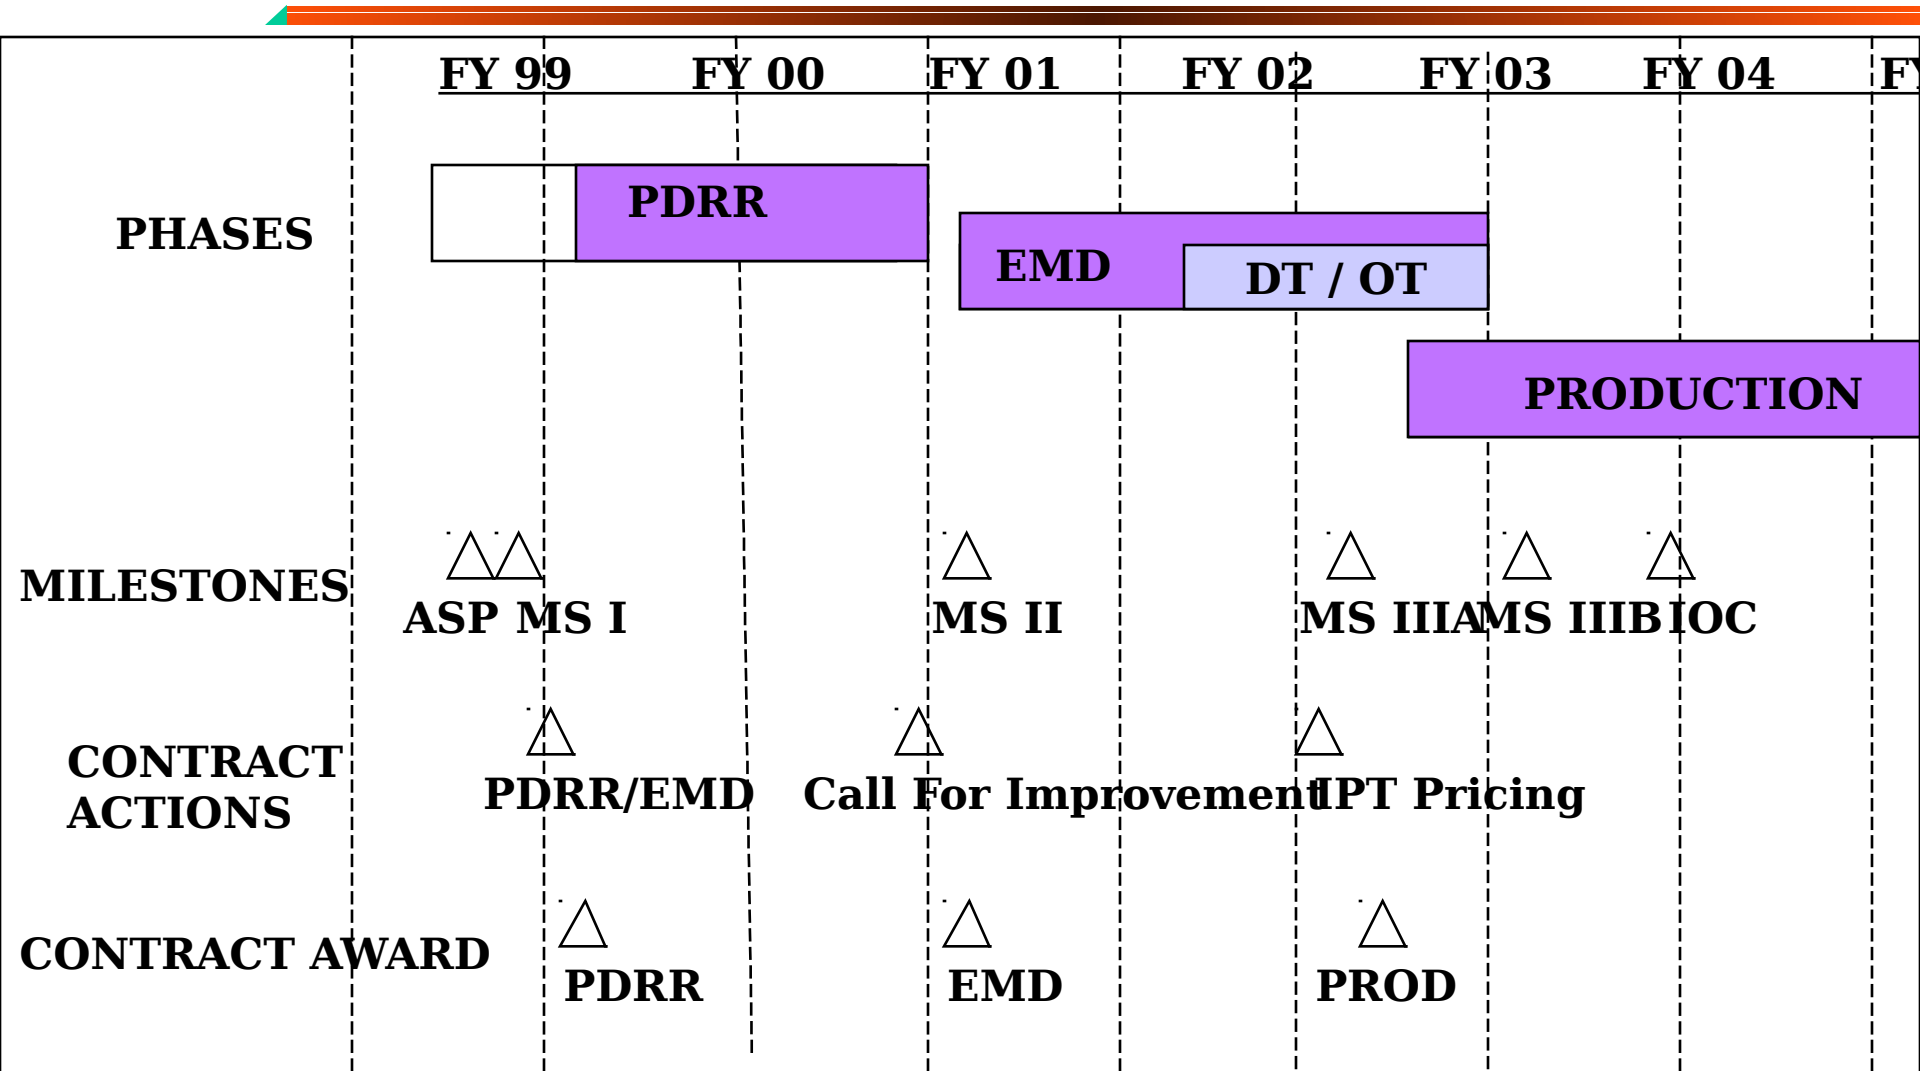 FY 99 FY 00 FY 01 FY 02 FY 03 FY 04
PDRR
PHASES
EMD
DT / OT
PRODUCTION
MILESTONES
ASP MS I MS II MS IIIA MS IIIB IOC
CONTRACT
ACTIONS
PDRR/EMD Call For Improvement IPT Pricing
CONTRACT AWARD
PDRR EMD PROD